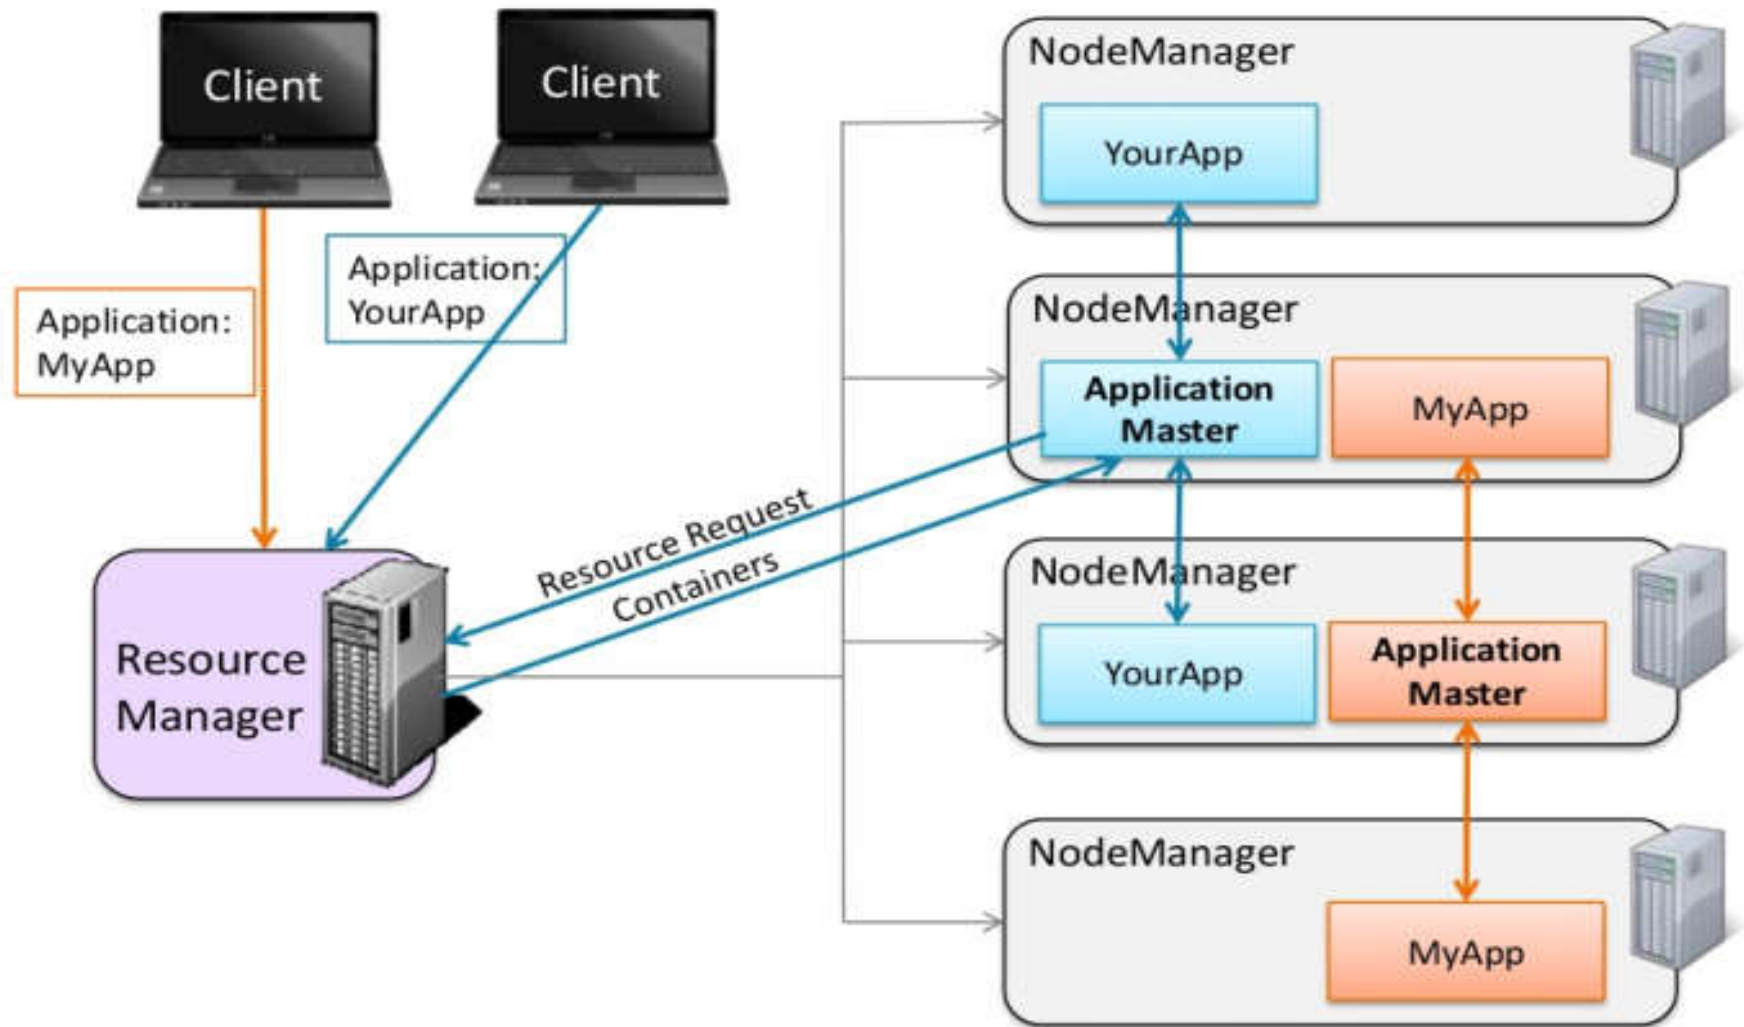 Client
Client
Application:
YourApp
Application:
MyApp
Resource
Manager
Resource Request
Containers
NodeManager
YourApp
NodeManager
Application
Master
MyApp
NodeManager
YourApp
Application
Master
NodeManager
MyApp